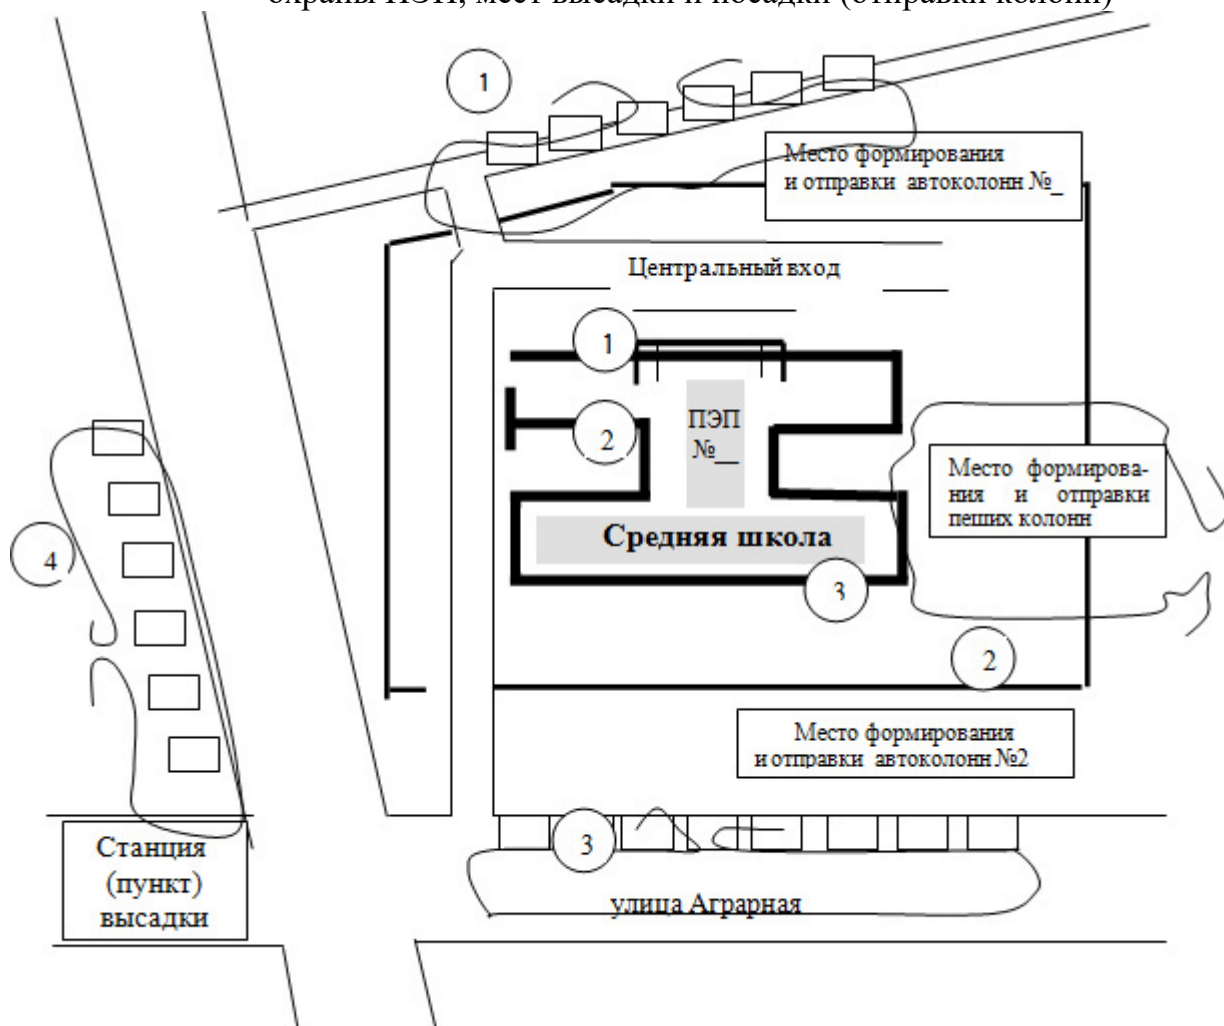 охраны ПЭП, мест высадки и посадки (отправки колонн)
1
Место формирования
и отправки автоколонн №_
Центральный вход
1
ПЭП
№__
2
Место формирова-
ния и отправки
пеших колонн
Средняя школа
4
3
2
Место формирования
и отправки автоколонн №2
3
Станция
(пункт)
высадки
улица Аграрная